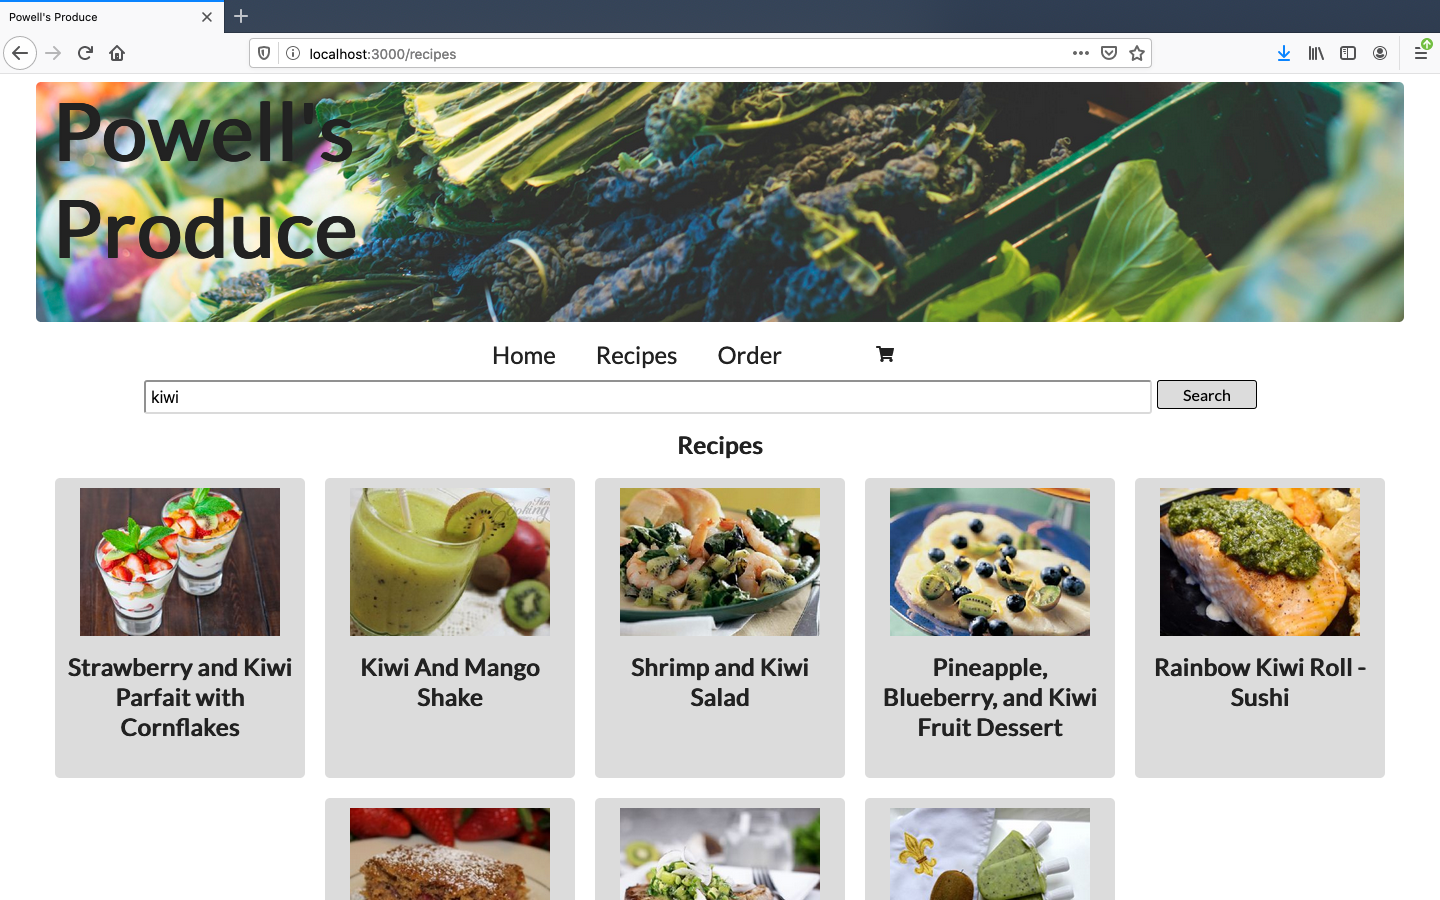 Powell's Produce
localhost:3000/recipes
Powell's
Produce
Home Recipes Order
kiwi
Search
Recipes
Strawberry and Kiwi
Parfait with
Cornflakes
Kiwi And Mango
Shake
Shrimp and Kiwi
Salad
Pineapple,
Blueberry, and Kiwi
Fruit Dessert
Rainbow Kiwi Roll -
Sushi